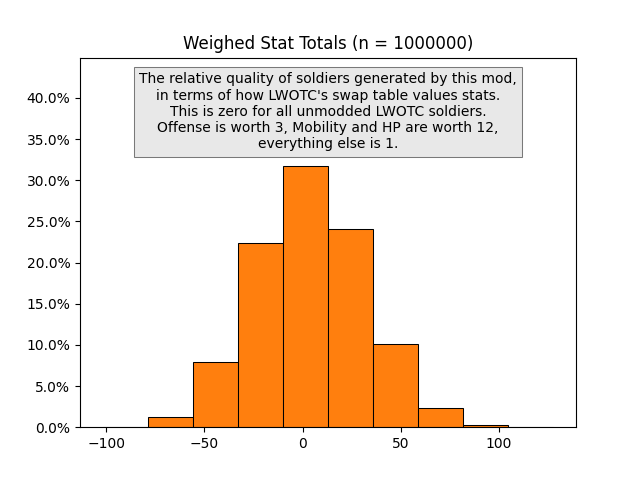 Weighed Stat Totals (n = 1000000)
The relative quality of soldiers generated by this mod,
in terms of how LWOTC's swap table values stats.
This is zero for all unmodded LWOTC soldiers.
Offense is worth 3, Mobility and HP are worth 12,
everything else is 1.
40.0%
35.0%
30.0%
25.0%
20.0%
15.0%
10.0%
5.0%
0.0%
−100 −50 0 50 100